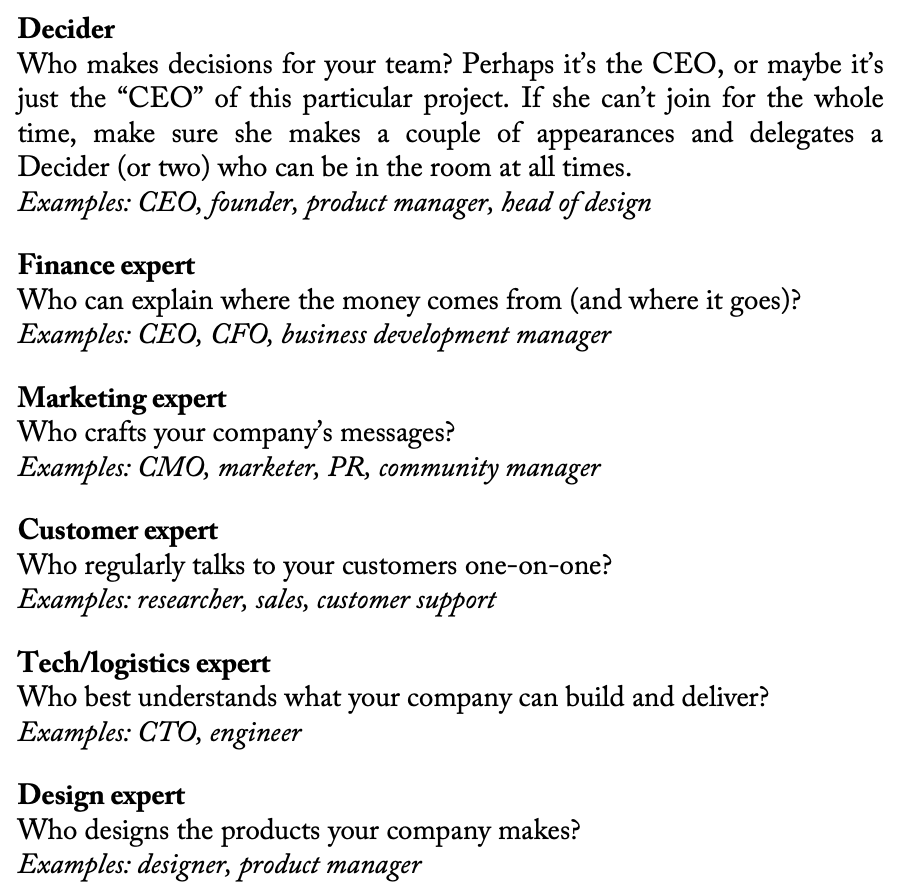 Decider
Who makes decisions for your team? Perhaps it’s the CEO, or maybe it’s
just the “CEO” of this particular project. If she can’t join for the whole
time, make sure she makes a couple of appearances and delegates a
Decider (or two) who can be in the room at all times.
Examples: CEO, founder, product manager, head of design
Finance expert
Who can explain where the money comes from (and where it goes)?
Examples: CEO, CFO, business development manager
Marketing expert
Who crafts your company’s messages?
Examples: CMO, marketer, PR, community manager
Customer expert
Who regularly talks to your customers one-on-one?
Examples: researcher, sales, customer support
Tech/logistics expert
Who best understands what your company can build and deliver?
Examples: CTO, engineer
Design expert
Who designs the products your company makes?
Examples: designer, product manager